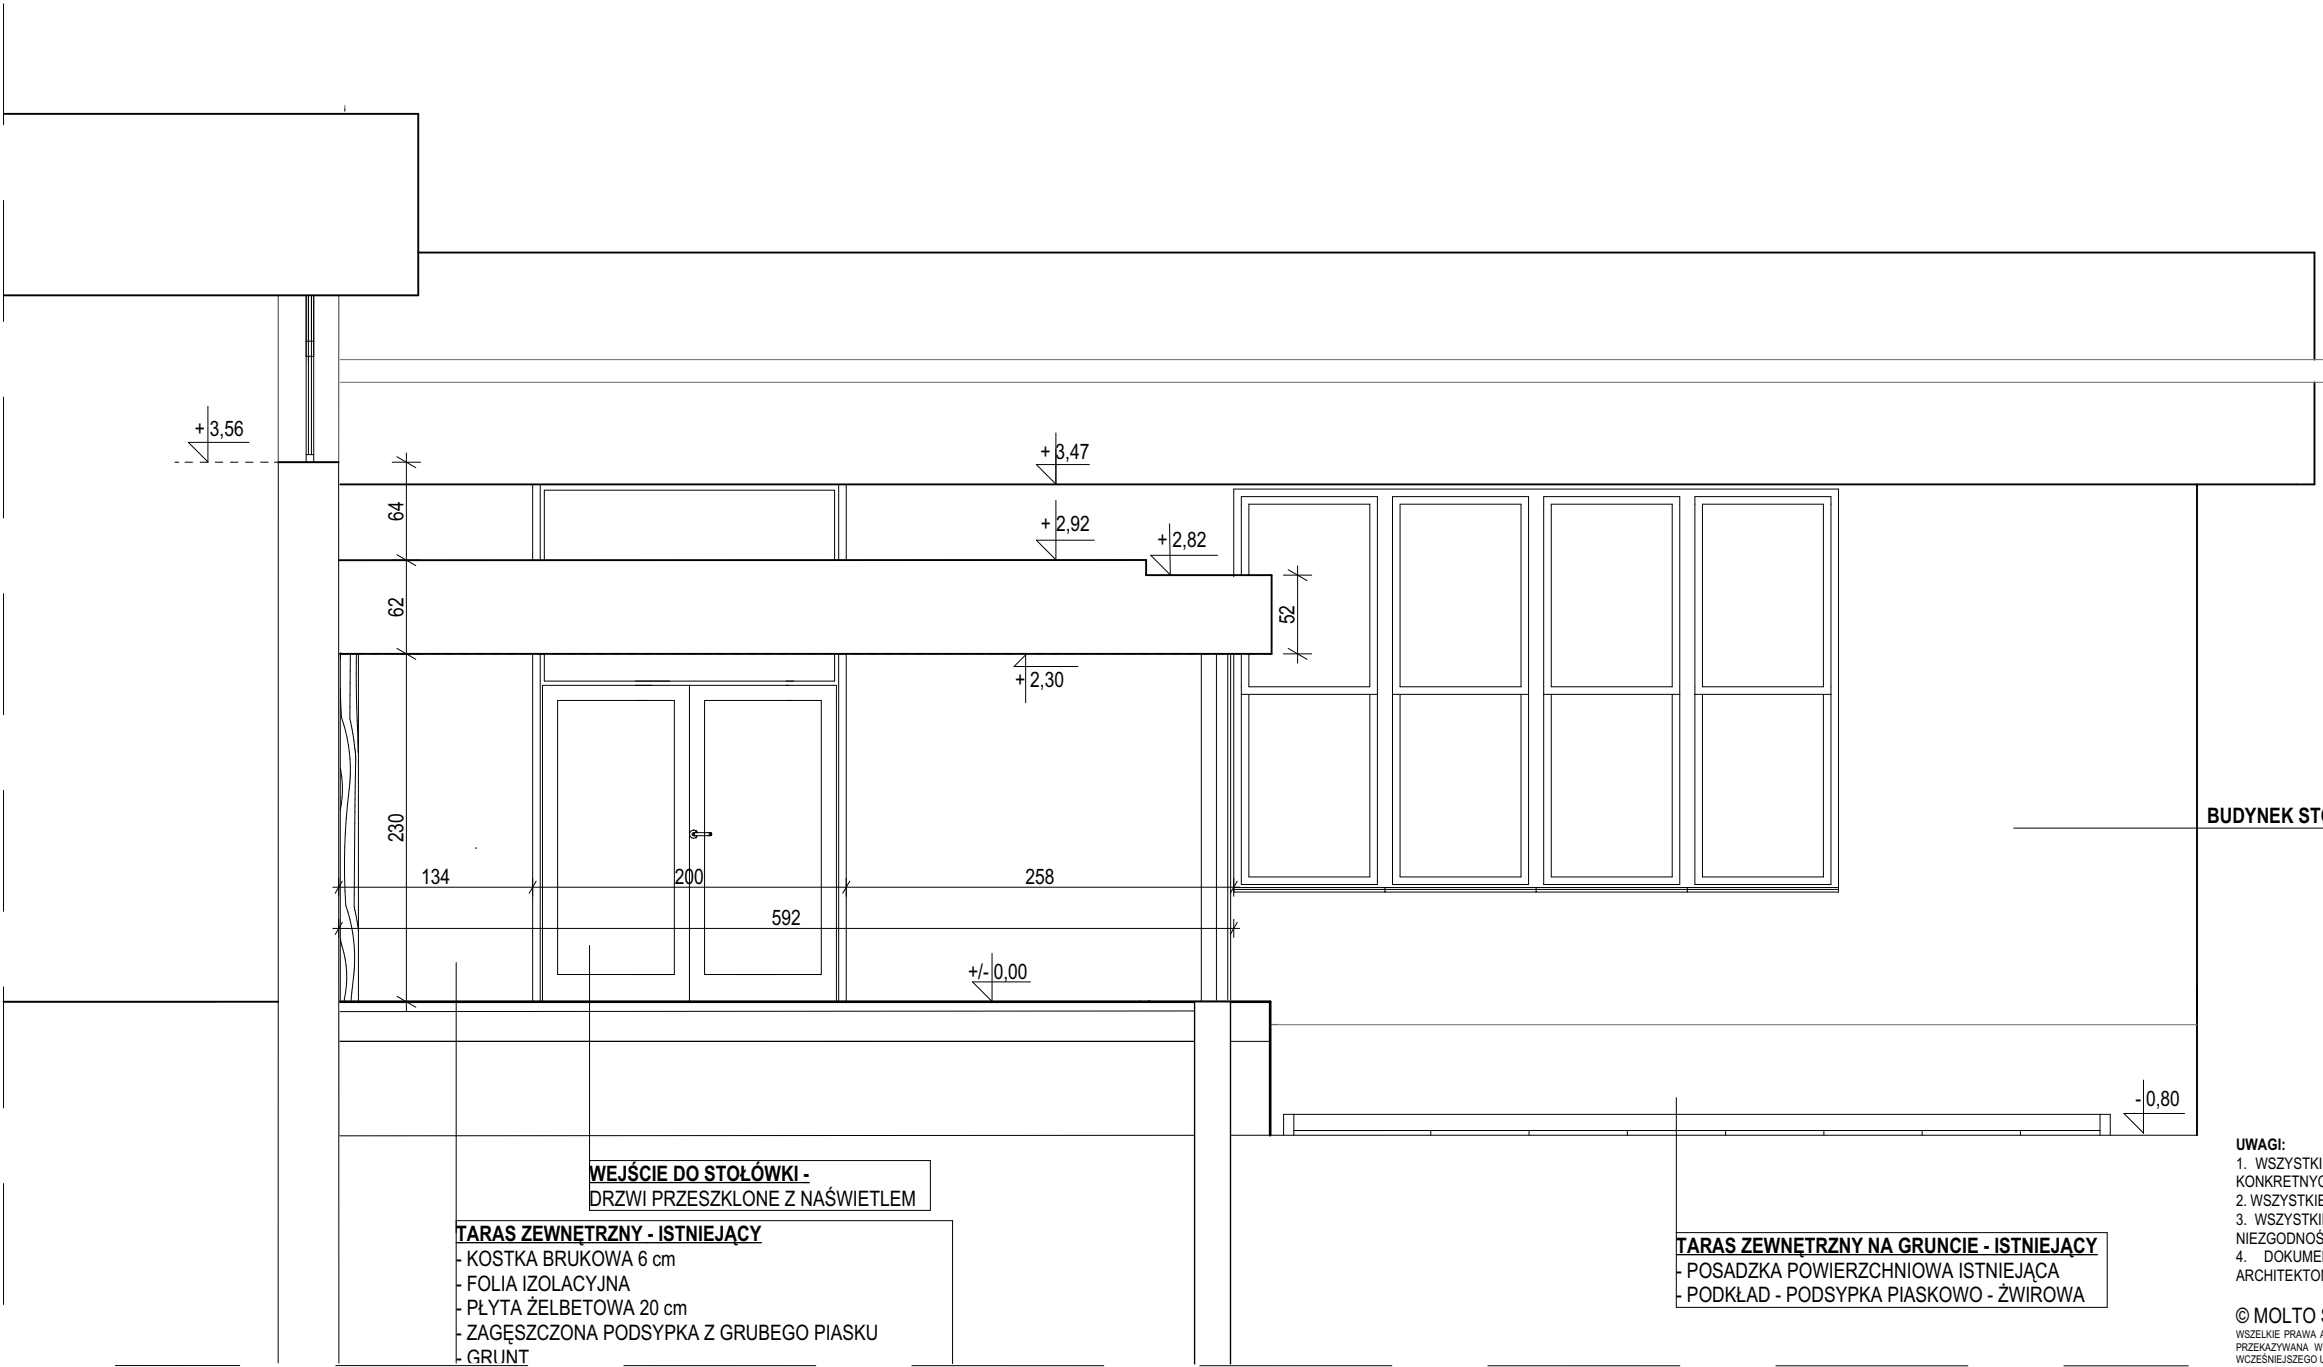 + 3,56
+ 3,47
+ 2,92
+ 2,82
64
62
52
+ 2,30
230
134
200
258
592
+/- 0,00
- 0,80
BUDYNEK STO
WEJŚCIE DO STOŁÓWKI -
DRZWI PRZESZKLONE Z NAŚWIETLEM
TARAS ZEWNĘTRZNY - ISTNIEJĄCY
- KOSTKA BRUKOWA 6 cm
- FOLIA IZOLACYJNA
- PŁYTA ŻELBETOWA 20 cm
- ZAGĘSZCZONA PODSYPKA Z GRUBEGO PIASKU
- GRUNT
TARAS ZEWNĘTRZNY NA GRUNCIE - ISTNIEJĄCY
- POSADZKA POWIERZCHNIOWA ISTNIEJĄCA
- PODKŁAD - PODSYPKA PIASKOWO - ŻWIROWA
UWAGI:
1. WSZYSTKI
KONKRETNYC
2. WSZYSTKIE
3. WSZYSTKI
NIEZGODNOŚ
4. DOKUME
ARCHITEKTO
© MOLTO S
WSZELKIE PRAWA A
PRZEKAZYWANA W
WCZEŚNIEJSZEGO U